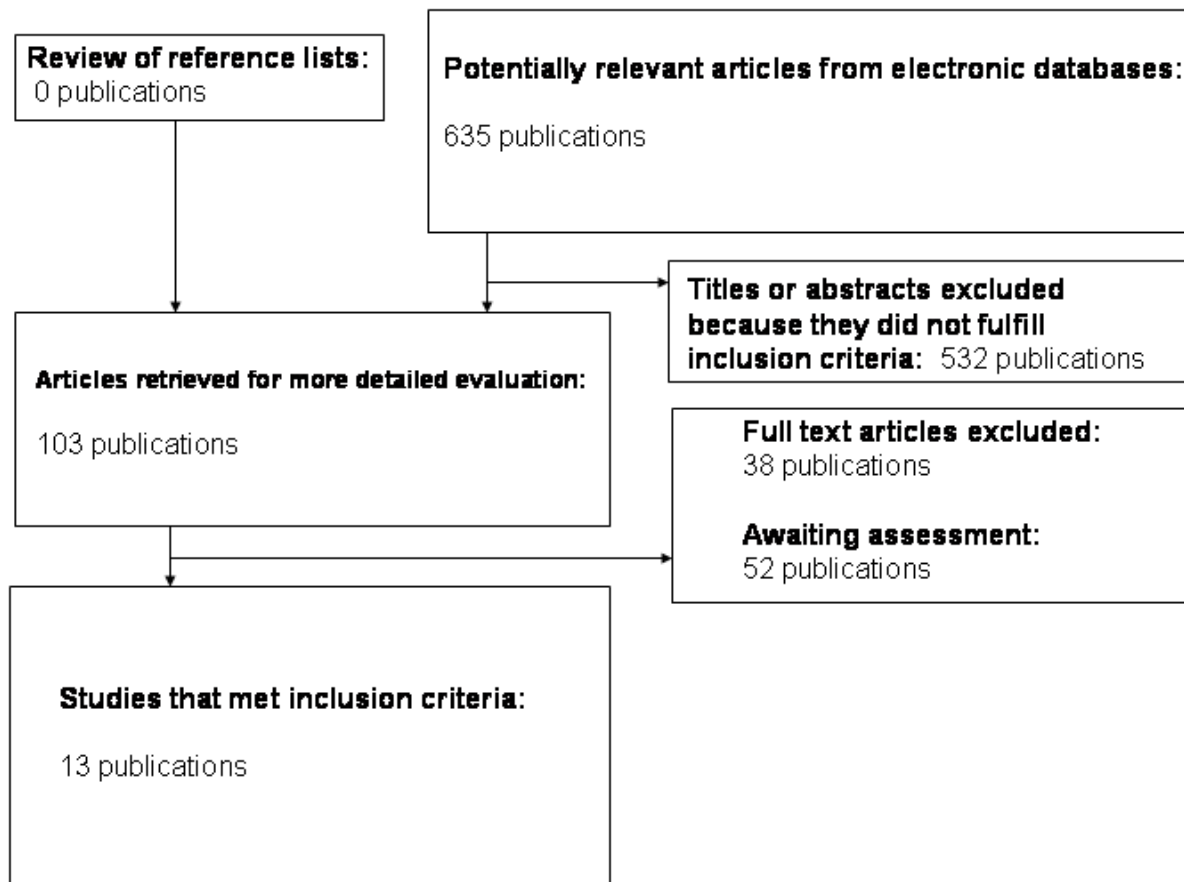 Review of reference lists:
0 publications
Potentially relevant articles from electronic databases:
635 publications
Titles or abstracts excluded
because they did not fulfill
inclusion criteria: 532 publications
Articles retrieved for more detailed evaluation:
103 publications
Full text articles excluded:
38 publications
Awaiting assessment:
52 publications
Studies that met inclusion criteria:
13 publications